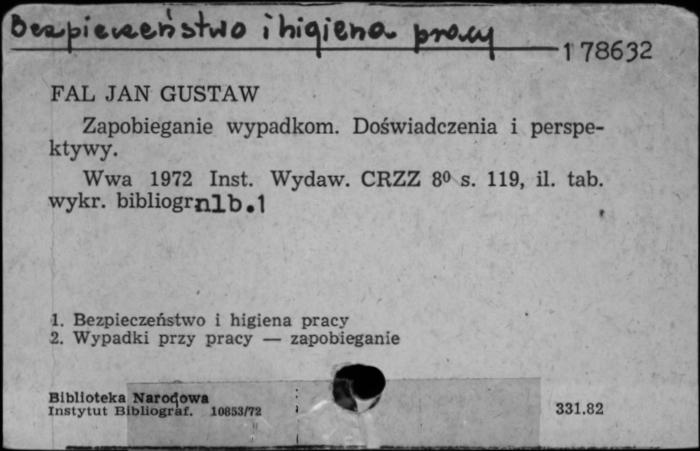 Bezpieczeństwo i higiena pracy
178632
FAL JAN GUSTAW
Zapobieganie wypadkom. Doświadczenia i perspe-
ktywy.
Wwa 1972 Inst. Wydaw. CRZZ 8⁰ s. 119, il. tab.
wykr. bibliogr nlb.1
1. Bezpieczeństwo i higiena pracy
2. Wypadki przy pracy — zapobieganie
Biblioteka Narodowa
Instytut Bibliograf. 10853/72
331.82